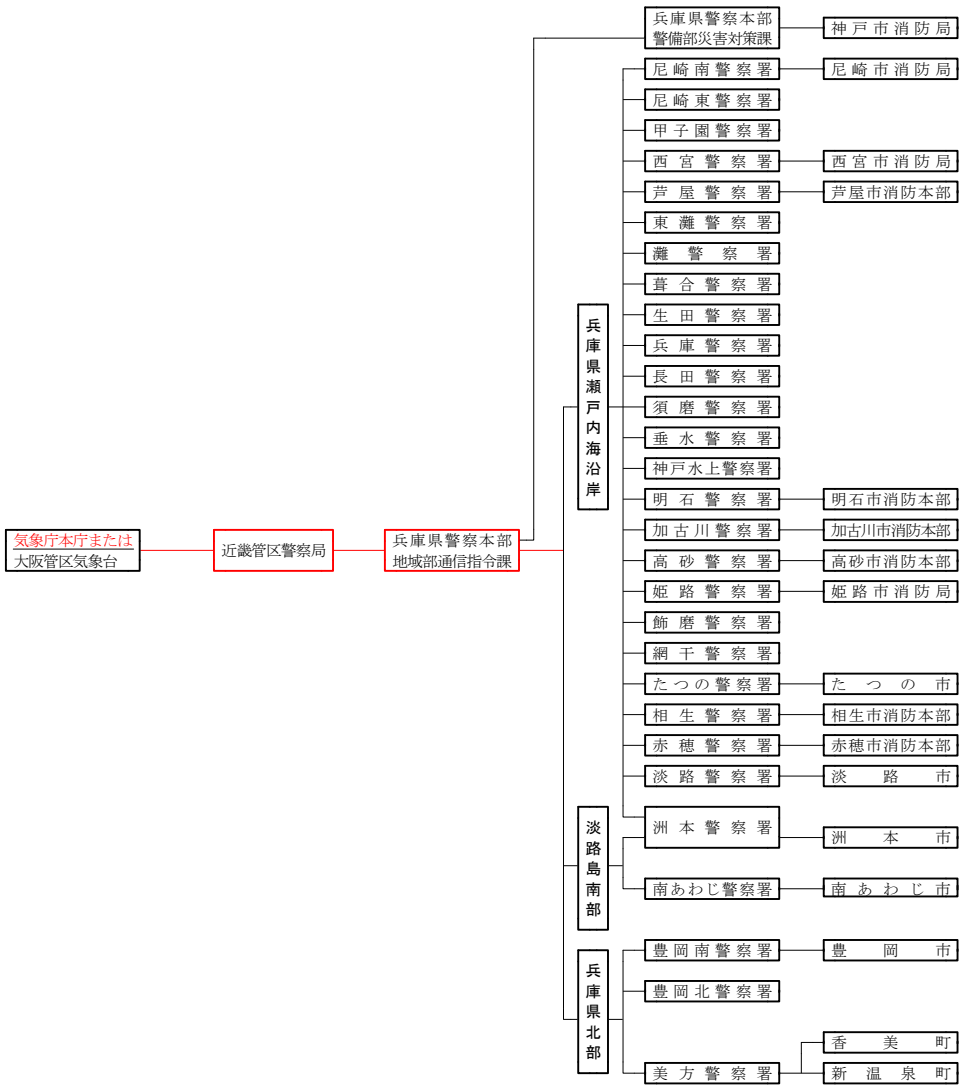 兵庫県警察本部
警備部災害対策課
神戸市消防局
尼崎南警察署
尼崎市消防局
尼崎東警察署
甲子園警察署
西宮警察署
西宮市消防局
芦屋警察署
芦屋市消防本部
東灘警察署
灘警察署
葺合警察署
生田警察署
兵庫警察署
長田警察署
須磨警察署
垂水警察署
神戸水上警察署
兵庫県瀬戸内海沿岸
明石警察署
明石市消防本部
気象庁本庁または
大阪管区気象台
近畿管区警察局
兵庫県警察本部
地域部通信指令課
加古川警察署
加古川市消防本部
高砂警察署
高砂市消防本部
姫路警察署
姫路市消防局
飾磨警察署
網干警察署
たつの警察署
たつの市
相生警察署
相生市消防本部
赤穂警察署
赤穂市消防本部
淡路警察署
淡路市
淡路島南部
洲本警察署
洲本市
南あわじ警察署
南あわじ市
兵庫県北部
豊岡南警察署
豊岡市
豊岡北警察署
美方警察署
香美町
新温泉町